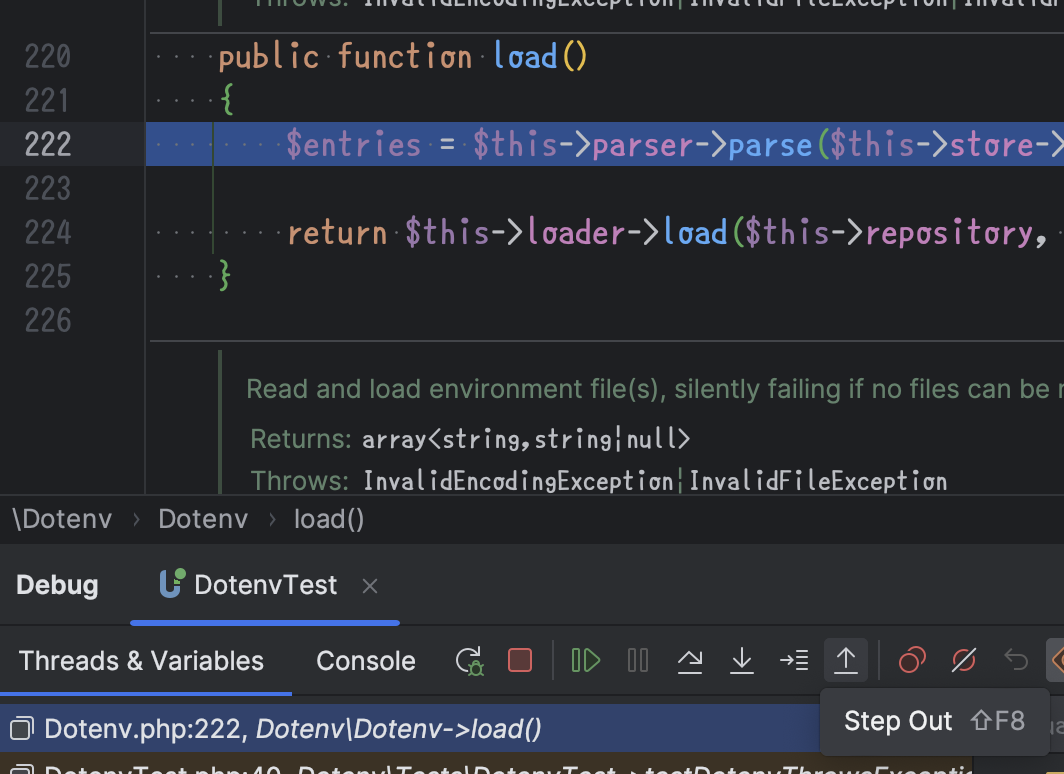 Throws: InvalidEncodingException|InvalidFileException|Invalid
220 public function load()
221 {
222 $entries = $this->parser->parse($this->store->
223
224 return $this->loader->load($this->repository,
225 }
226
Read and load environment file(s), silently failing if no files can be
Returns: array<string,string|null>
Throws: InvalidEncodingException|InvalidFileException
\Dotenv › Dotenv › load()
Debug DotenvTest ×
Threads & Variables Console
Dotenv.php:222, Dotenv\Dotenv->load()
Step Out ⇧F8
DotenvTest.php:40, Dotenv\Tests\DotenvTest->testDotenvThrowsExcepti